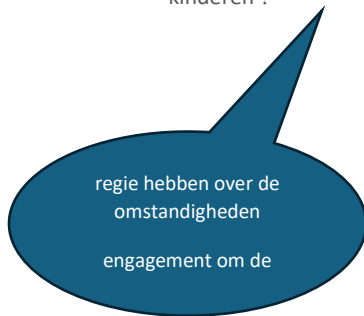 kinderen ?
regie hebben over de
omstandigheden
engagement om de